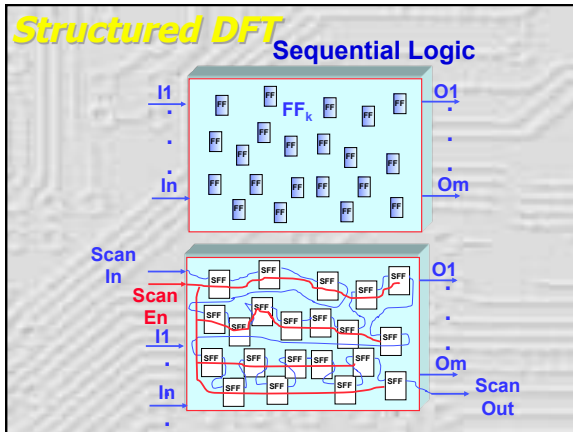 Structured DFT
Sequential Logic
I1
FF FF FF FF FF
FFk
O1
.
.
.
FF FF FF FF FF FF FF
.
.
.
FF FF FF FF FF
In
Om
FF FF FF FF
Scan
In
SFF SFF SFF SFF SFF
O1
Scan
En
SFF SFF SFF SFF SFF SFF SFF
.
.
.
I1
.
SFF SFF SFF SFF SFF
Om
SFF SFF SFF SFF
Scan
Out
In
.